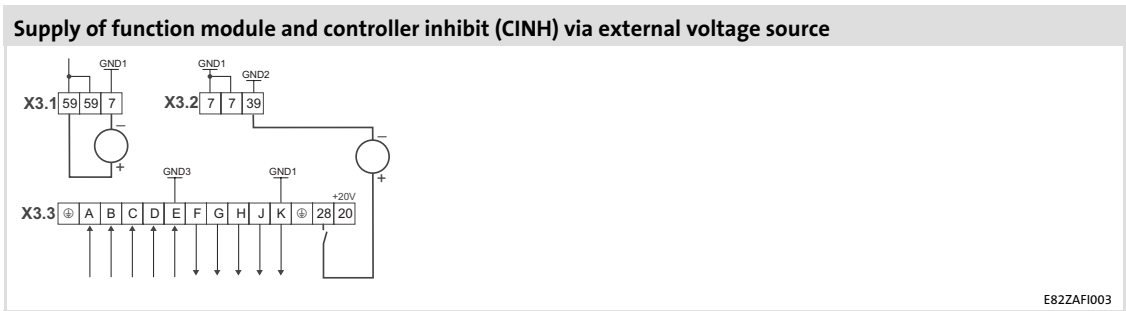 Supply of function module and controller inhibit (CINH) via external voltage source
GND1
GND1
GND2
X3.1 59 59 7
X3.2 7 7 39
–
+
–
+
GND3
GND1
+20V
X3.3 ⏚ A B C D E F G H J K ⏚ 28 20
E82ZAFI003